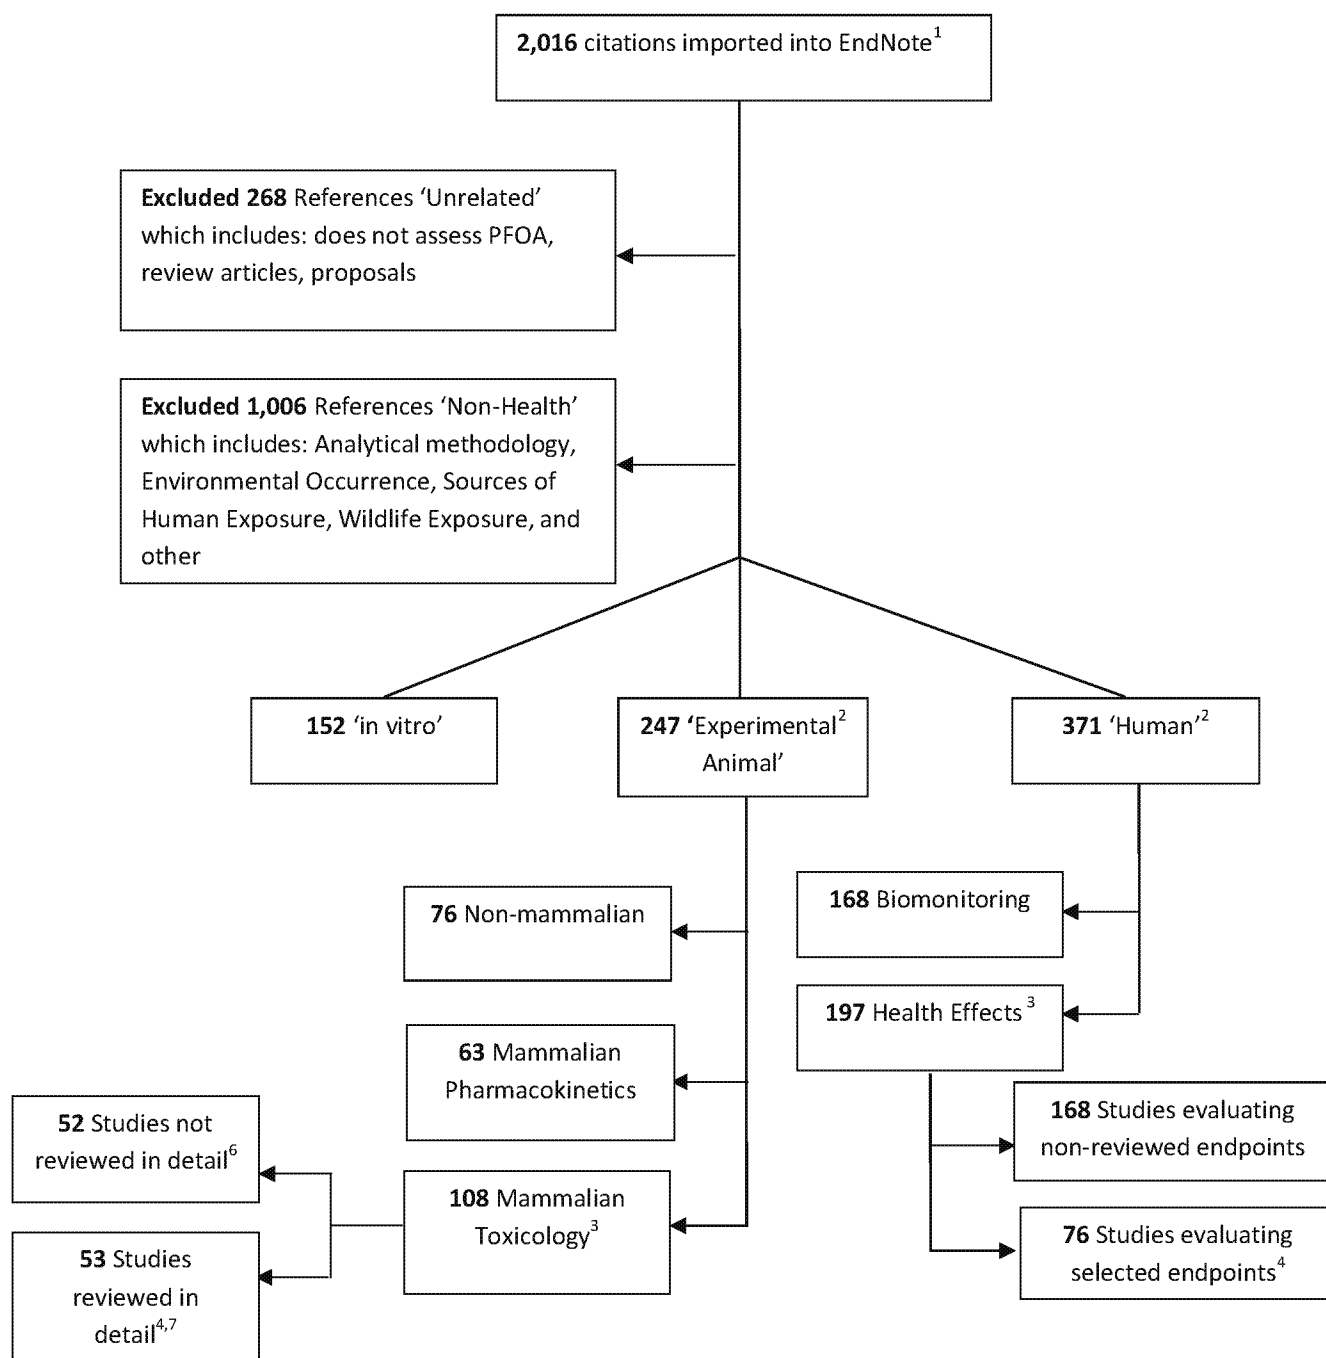 2,016 citations imported into EndNote1
Excluded 268 References ‘Unrelated’
which includes: does not assess PFOA,
review articles, proposals
Excluded 1,006 References ‘Non-Health’
which includes: Analytical methodology,
Environmental Occurrence, Sources of
Human Exposure, Wildlife Exposure, and
other
152 ‘in vitro’
247 ‘Experimental2
Animal’
371 ‘Human’2
76 Non-mammalian
63 Mammalian
Pharmacokinetics
108 Mammalian
Toxicology3
52 Studies not
reviewed in detail6
53 Studies
reviewed in
detail4,7
168 Biomonitoring
197 Health Effects3
168 Studies evaluating
non-reviewed endpoints
76 Studies evaluating
selected endpoints4